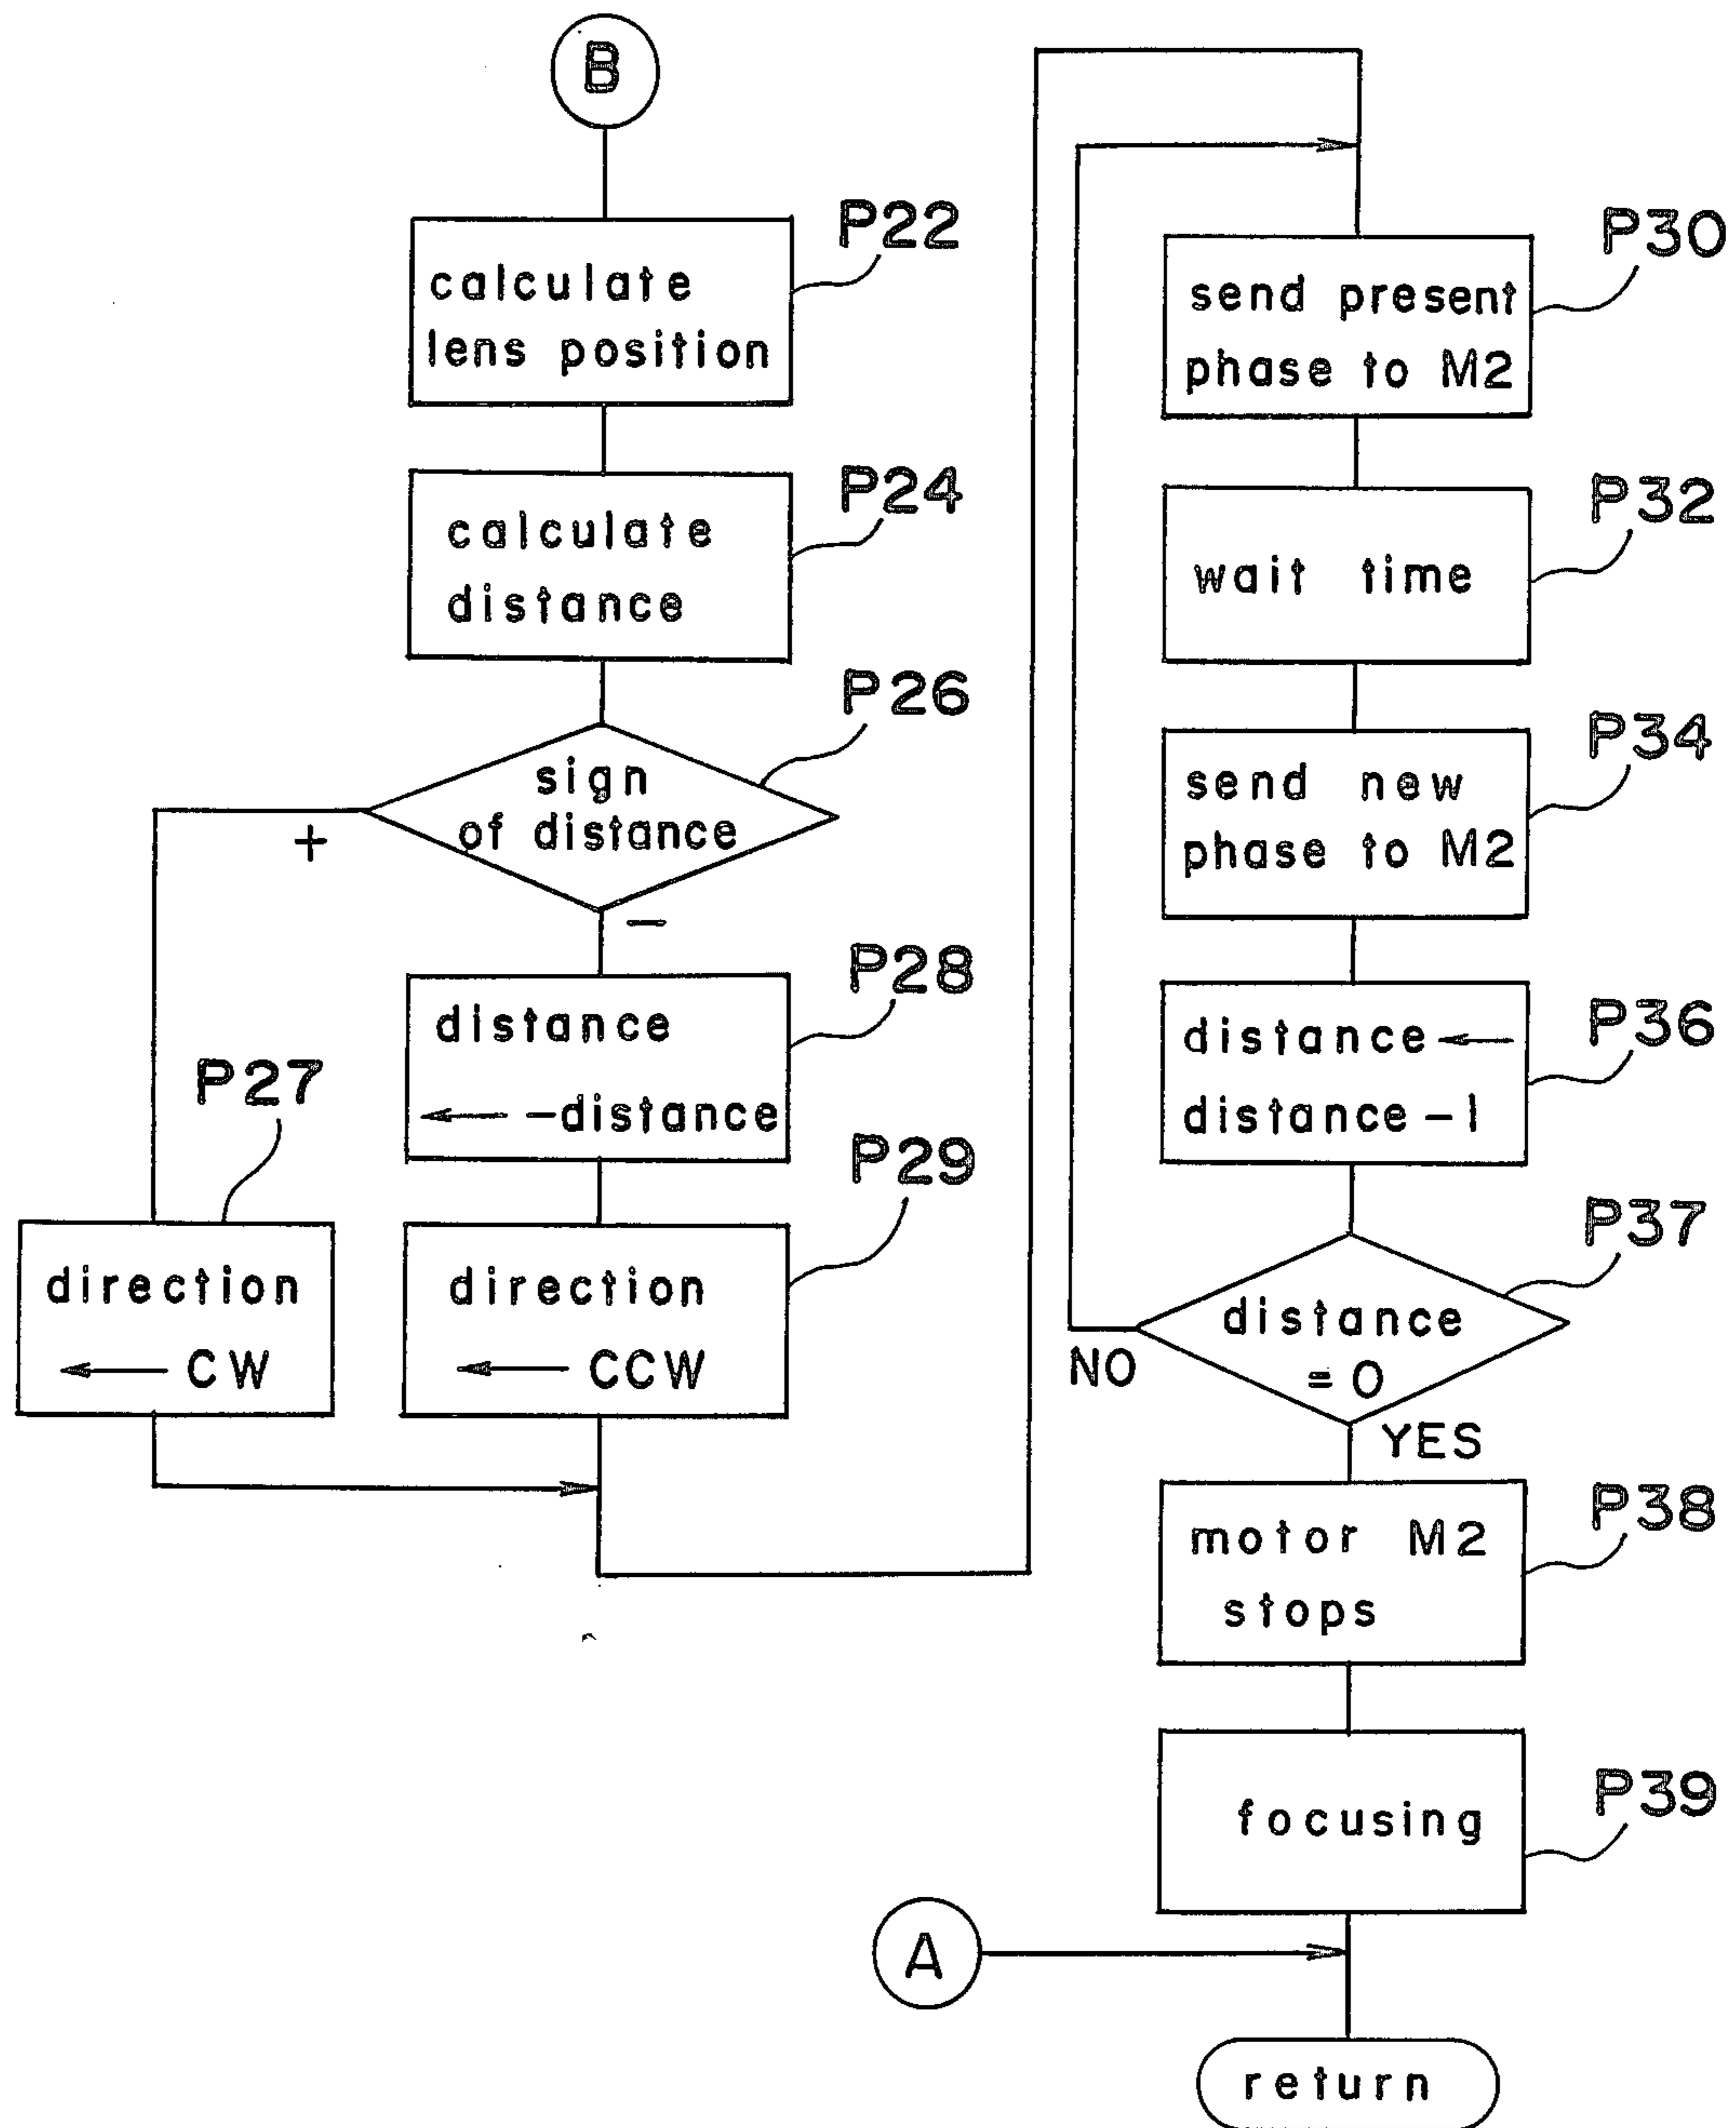 B
P22
calculate
lens position
P24
calculate
distance
P26
sign
of distance
+
−
P28
distance
← −distance
P27
direction
← CW
P29
direction
← CCW
P30
send present
phase to M2
P32
wait time
P34
send new
phase to M2
P36
distance ←
distance −1
P37
distance
= 0
NO
YES
P38
motor M2
stops
P39
focusing
A
return